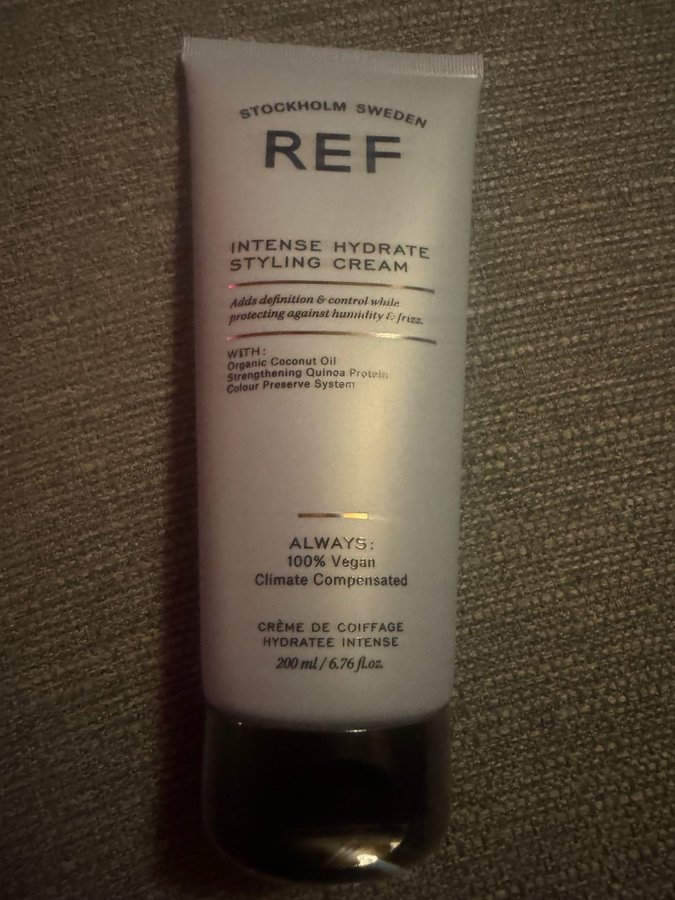 STOCKHOLM SWEDEN
REF
INTENSE HYDRATE
STYLING CREAM
Adds definition & control while
protecting against humidity & frizz.
WITH:
Organic Coconut Oil
Strengthening Quinoa Protein
Colour Preserve System
ALWAYS:
100% Vegan
Climate Compensated
CRÈME DE COIFFAGE
HYDRATEE INTENSE
200 ml / 6.76 fl.oz.